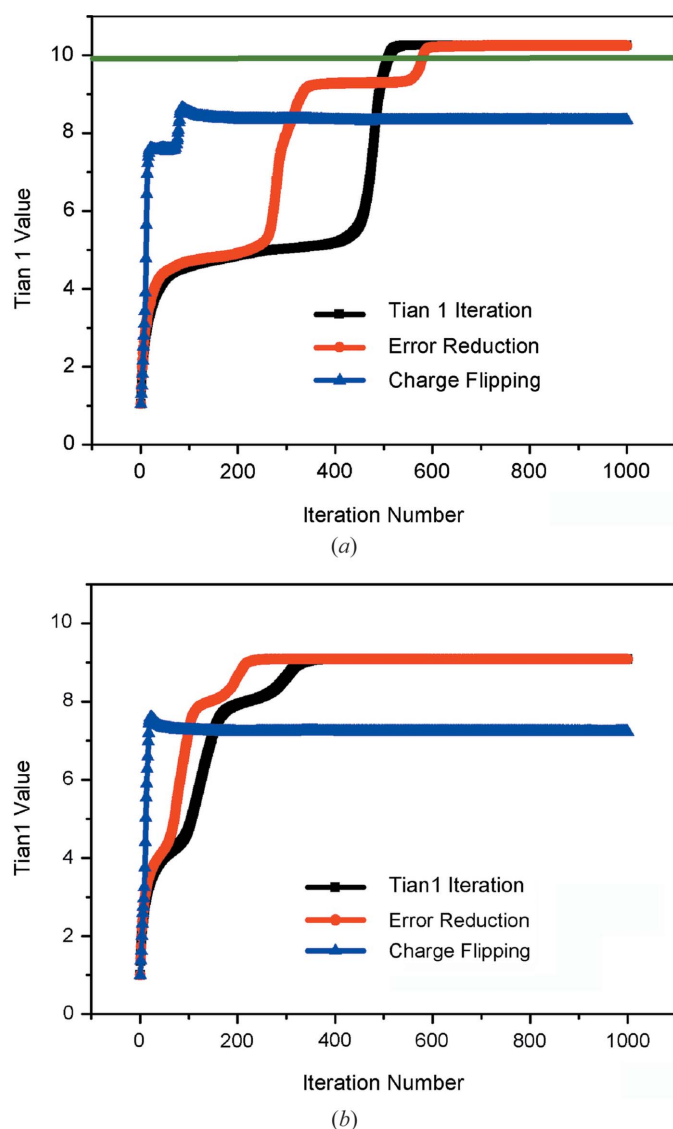 10
8
6
4
2
0
Tian 1 Value
Tian 1 Iteration
Error Reduction
Charge Flipping
0 200 400 600 800 1000
Iteration Number
(a)
10
8
6
4
2
0
Tian1 Value
Tian1 Iteration
Error Reduction
Charge Flipping
0 200 400 600 800 1000
Iteration Number
(b)